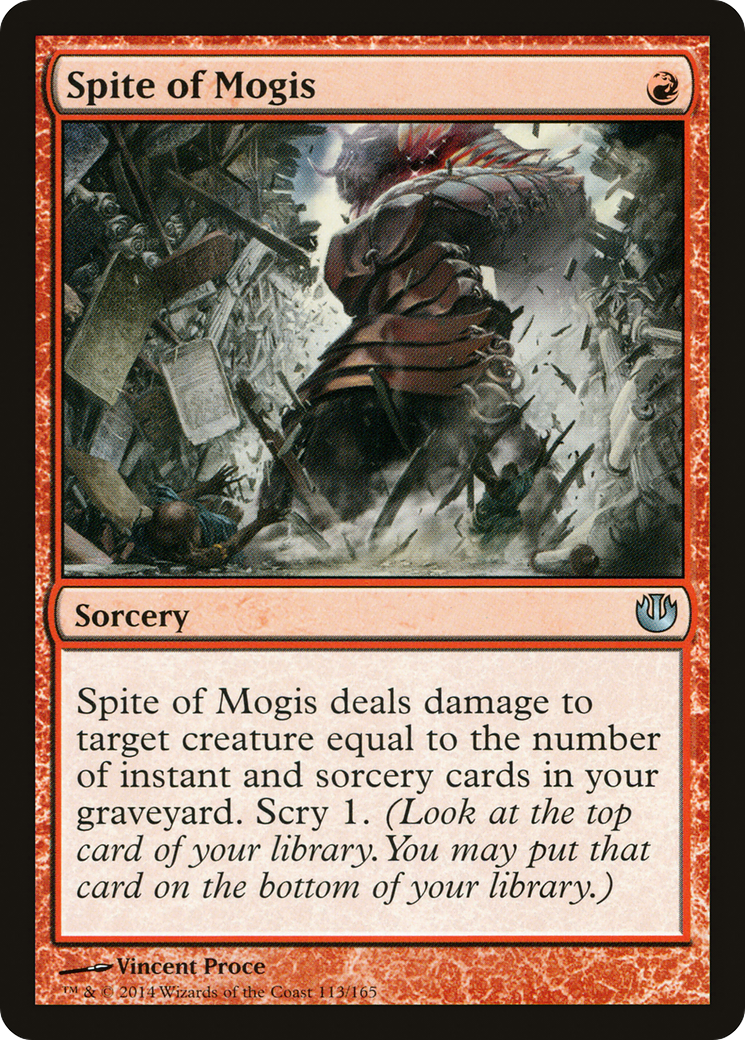 Spite of Mogis
Sorcery
Spite of Mogis deals damage to
target creature equal to the number
of instant and sorcery cards in your
graveyard. Scry 1. (Look at the top
card of your library. You may put that
card on the bottom of your library.)
Vincent Proce
™ & © 2014 Wizards of the Coast 113/165